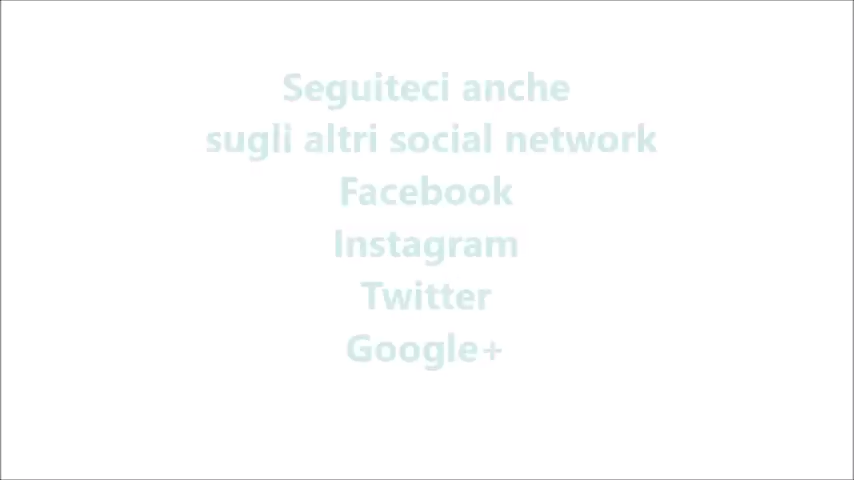 Seguiteci anche
sugli altri social network
Facebook
Instagram
Twitter
Google+